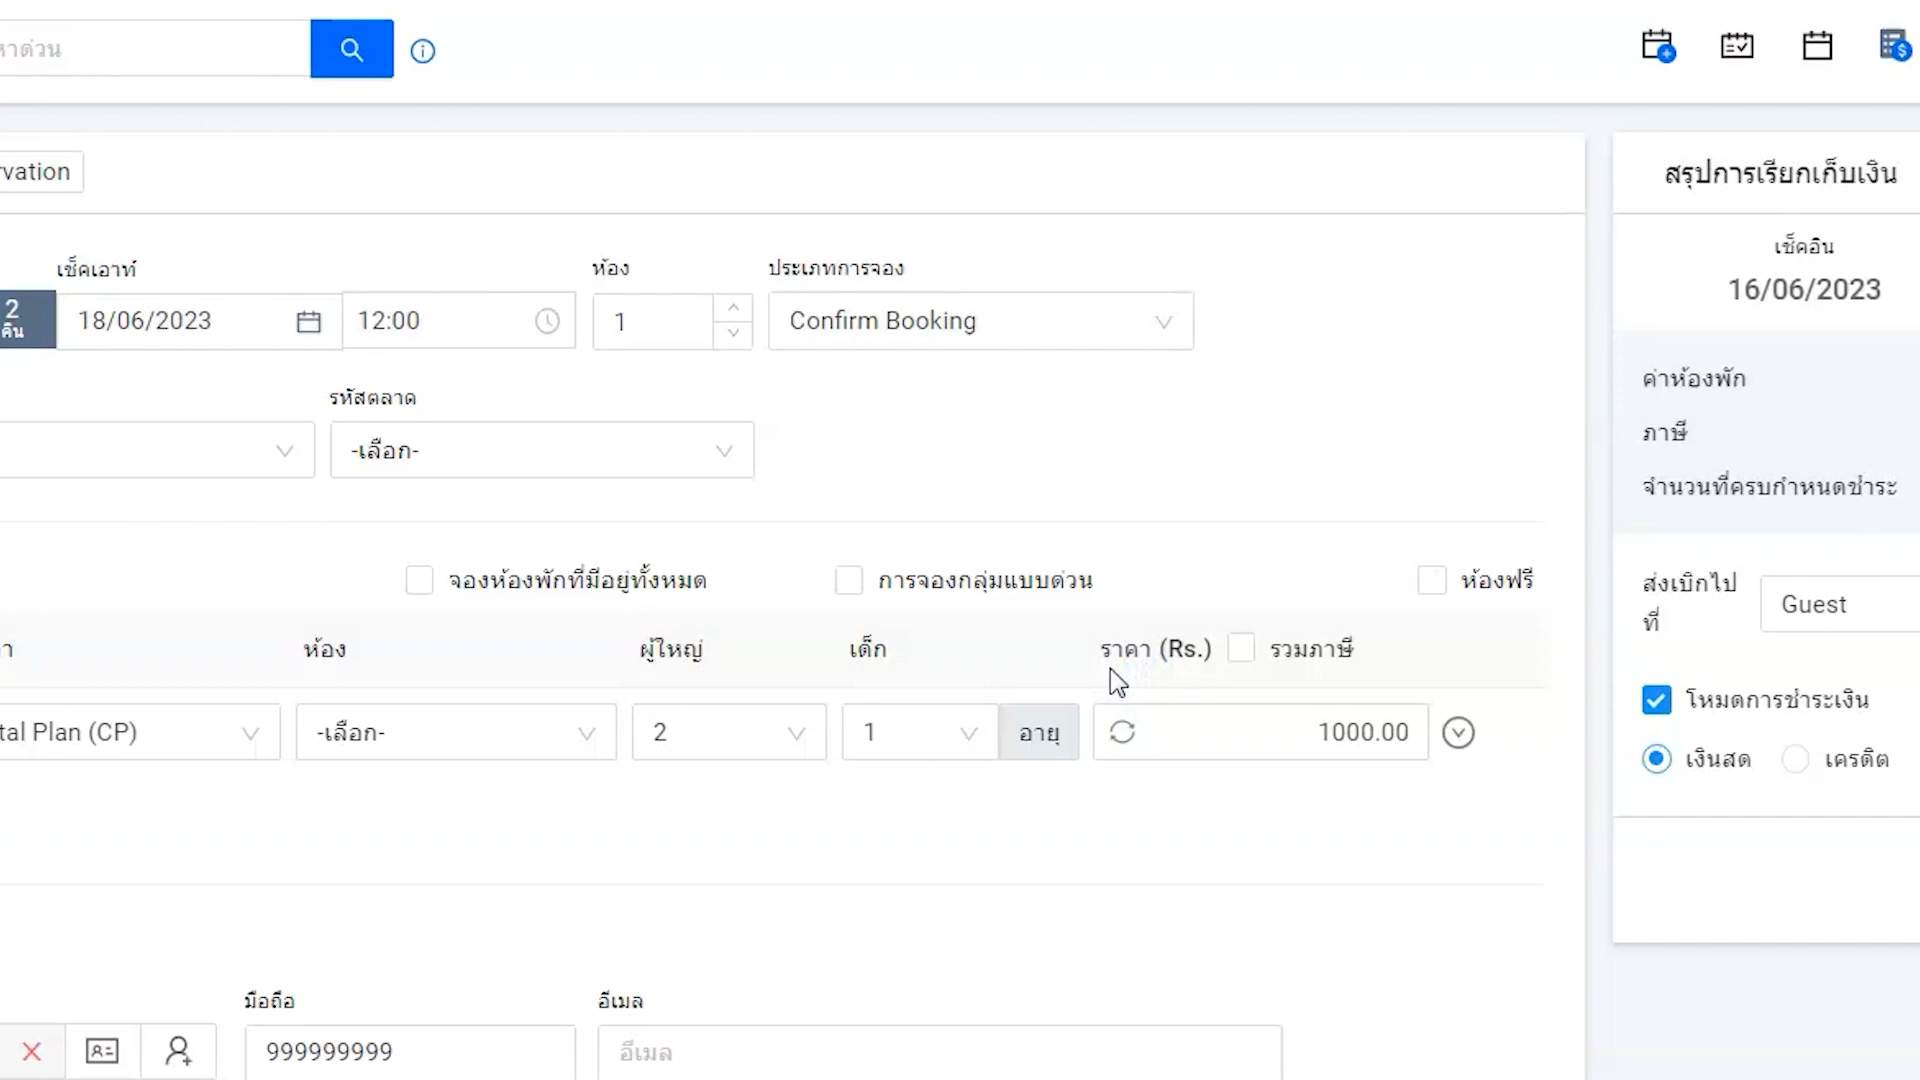 หาด่วน
rvation
สรุปการเรียกเก็บเงิน
เช็คเอาท์
ห้อง
ประเภทการจอง
เช็คอิน
16/06/2023
2
คืน
18/06/2023
12:00
1
Confirm Booking
ค่าห้องพัก
รหัสตลาด
ภาษี
-เลือก-
จำนวนที่ครบกำหนดชำระ
จองห้องพักที่มีอยู่ทั้งหมด
การจองกลุ่มแบบด่วน
ห้องฟรี
ส่งเบิกไป
ที่
Guest
า
ห้อง
ผู้ใหญ่
เด็ก
ราคา (Rs.)
รวมภาษี
โหมดการชำระเงิน
tal Plan (CP)
-เลือก-
2
1
อายุ
1000.00
เงินสด
เครดิต
มือถือ
อีเมล
999999999
อีเมล